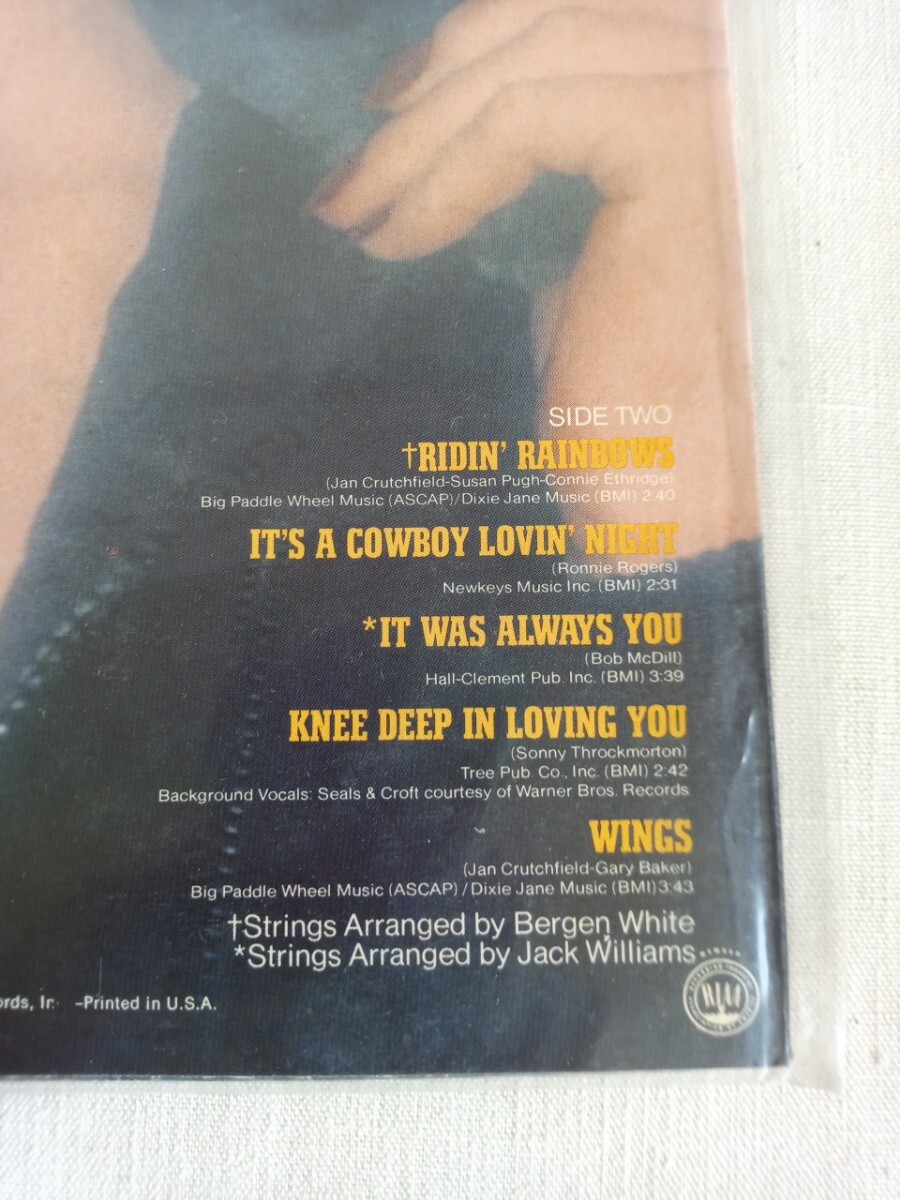 SIDE TWO
†RIDIN' RAINBOWS
(Jan Crutchfield-Susan Pugh-Connie Ethridge)
Big Paddle Wheel Music (ASCAP)/Dixie Jane Music (BMI) 2:40
IT'S A COWBOY LOVIN' NIGHT
(Ronnie Rogers)
Newkeys Music Inc. (BMI) 2:31
*IT WAS ALWAYS YOU
(Bob McDill)
Hall-Clement Pub. Inc. (BMI) 3:39
KNEE DEEP IN LOVING YOU
(Sonny Throckmorton)
Tree Pub. Co., Inc. (BMI) 2:42
Background Vocals: Seals & Croft courtesy of Warner Bros. Records
WINGS
(Jan Crutchfield-Gary Baker)
Big Paddle Wheel Music (ASCAP)/Dixie Jane Music (BMI) 3:43
†Strings Arranged by Bergen White
*Strings Arranged by Jack Williams
-Printed in U.S.A.